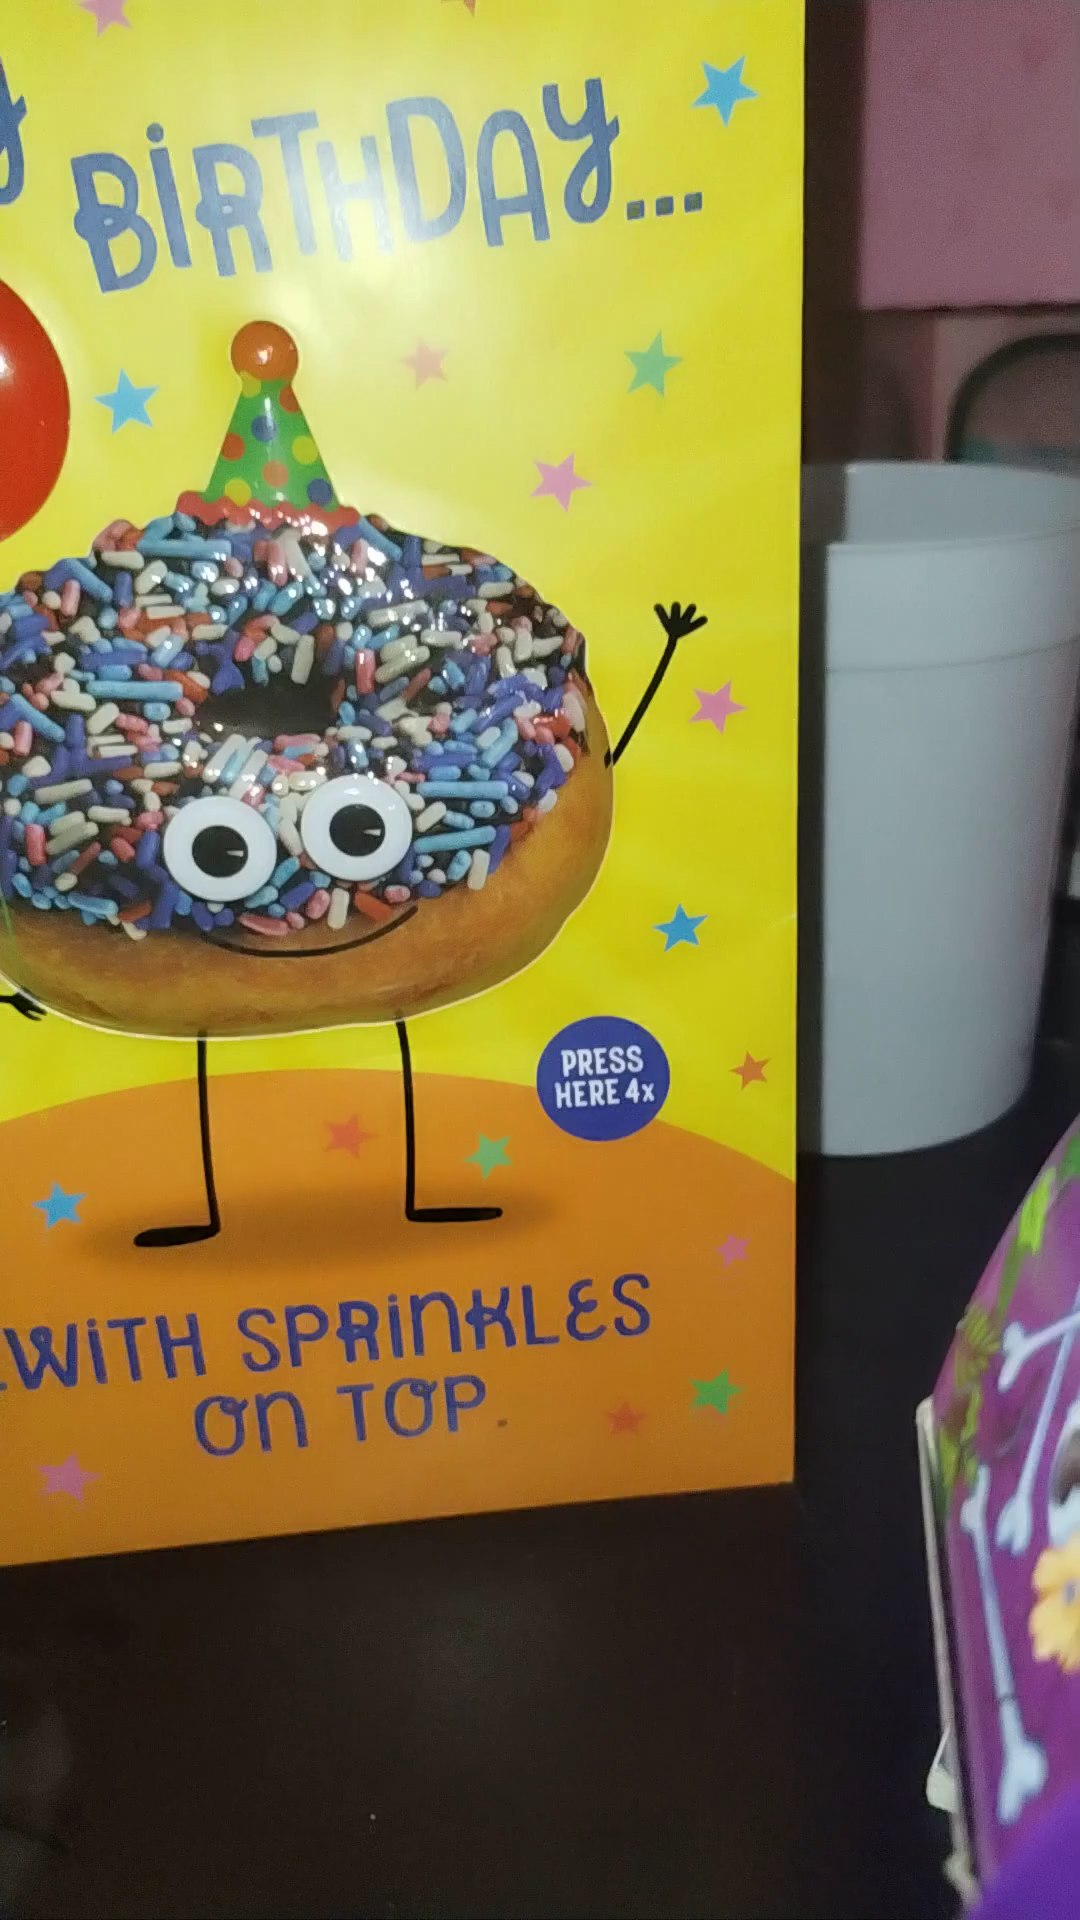 BIRTHDAY...
PRESS
HERE 4x
WITH SPRINKLES
ON TOP.